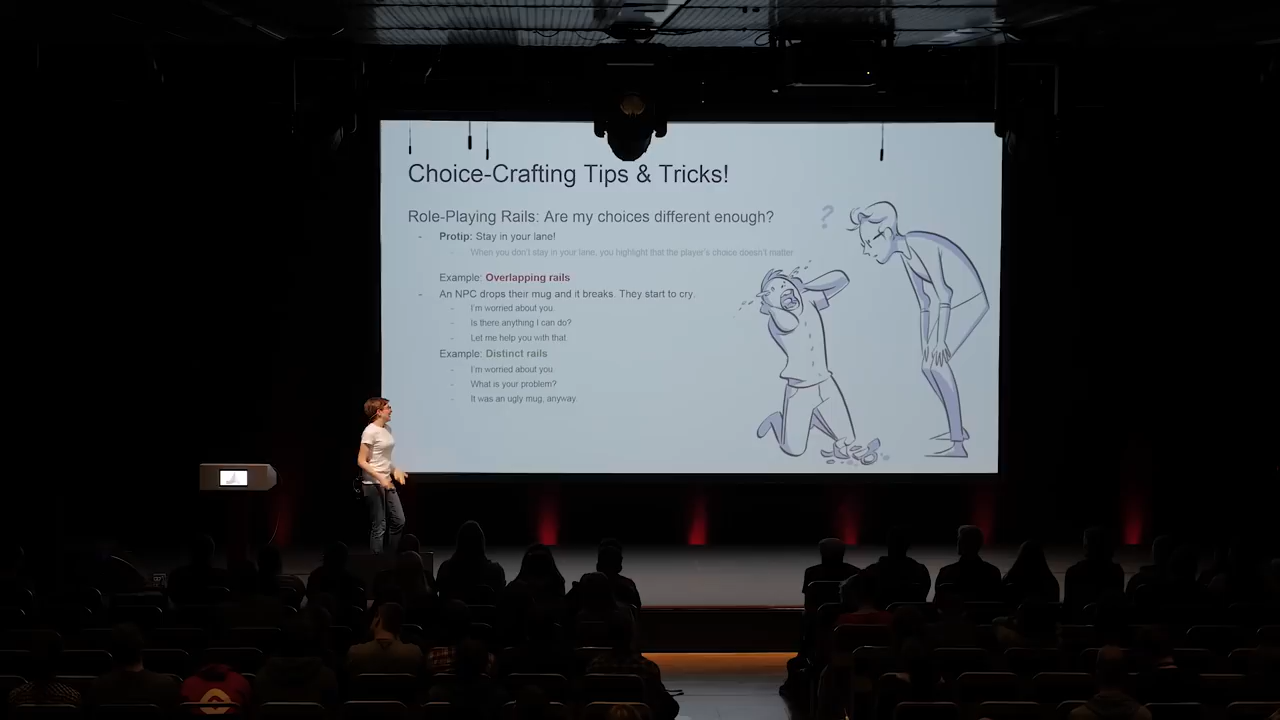 Choice-Crafting Tips & Tricks!
Role-Playing Rails: Are my choices different enough?
- Protip: Stay in your lane!
- When you don't stay in your lane, you highlight that the player's choice doesn't matter
Example: Overlapping rails
- An NPC drops their mug and it breaks. They start to cry.
- I'm worried about you.
- Is there anything I can do?
- Let me help you with that.
Example: Distinct rails
- I'm worried about you.
- What is your problem?
- It was an ugly mug, anyway.
?